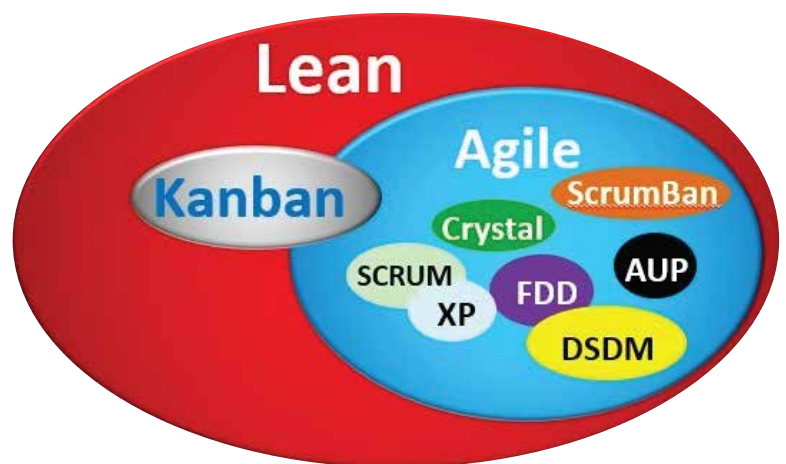 Lean
Agile
Kanban
ScrumBan
Crystal
SCRUM
XP
FDD
AUP
DSDM